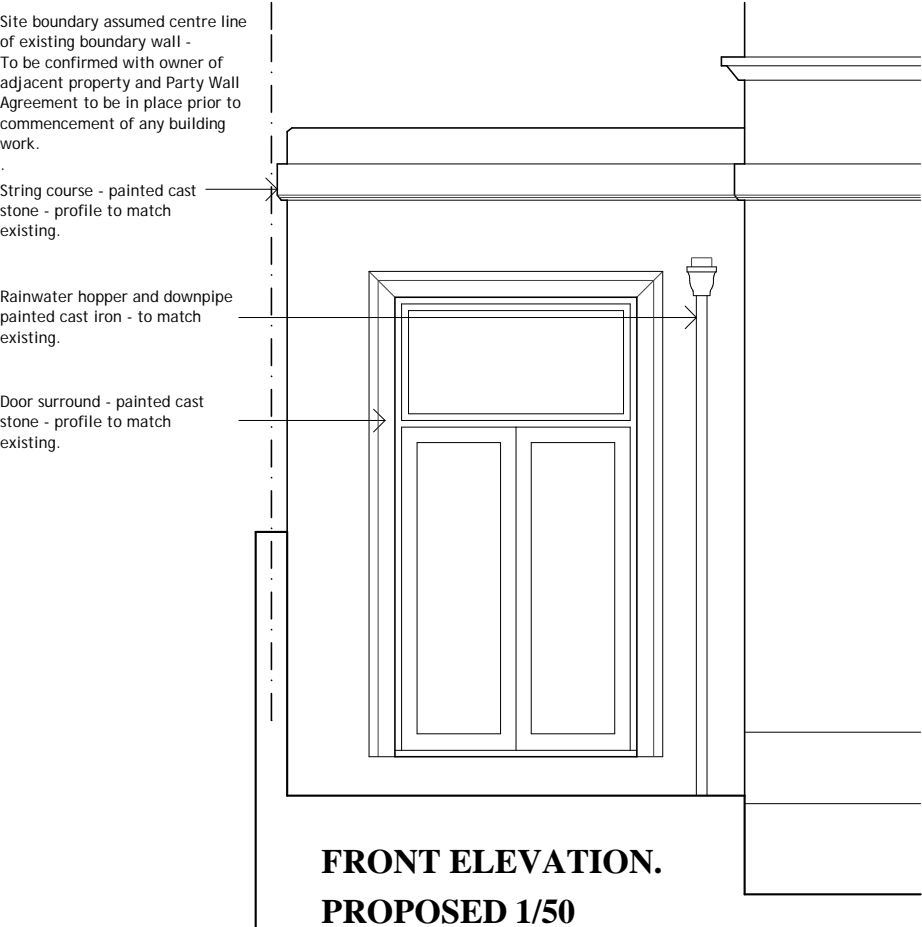 Site boundary assumed centre line
of existing boundary wall -
To be confirmed with owner of
adjacent property and Party Wall
Agreement to be in place prior to
commencement of any building
work.
.
String course - painted cast
stone - profile to match
existing.
Rainwater hopper and downpipe
painted cast iron - to match
existing.
Door surround - painted cast
stone - profile to match
existing.
FRONT ELEVATION.
PROPOSED 1/50